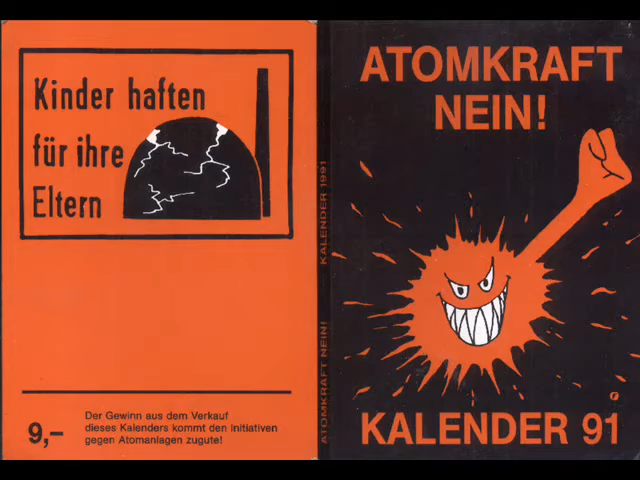 Kinder haften
für ihre
Eltern
9,-
Der Gewinn aus dem Verkauf
dieses Kalenders kommt den Initiativen
gegen Atomanlagen zugute!
ATOMKRAFT NEIN! KALENDER 1991
ATOMKRAFT
NEIN!
KALENDER 91